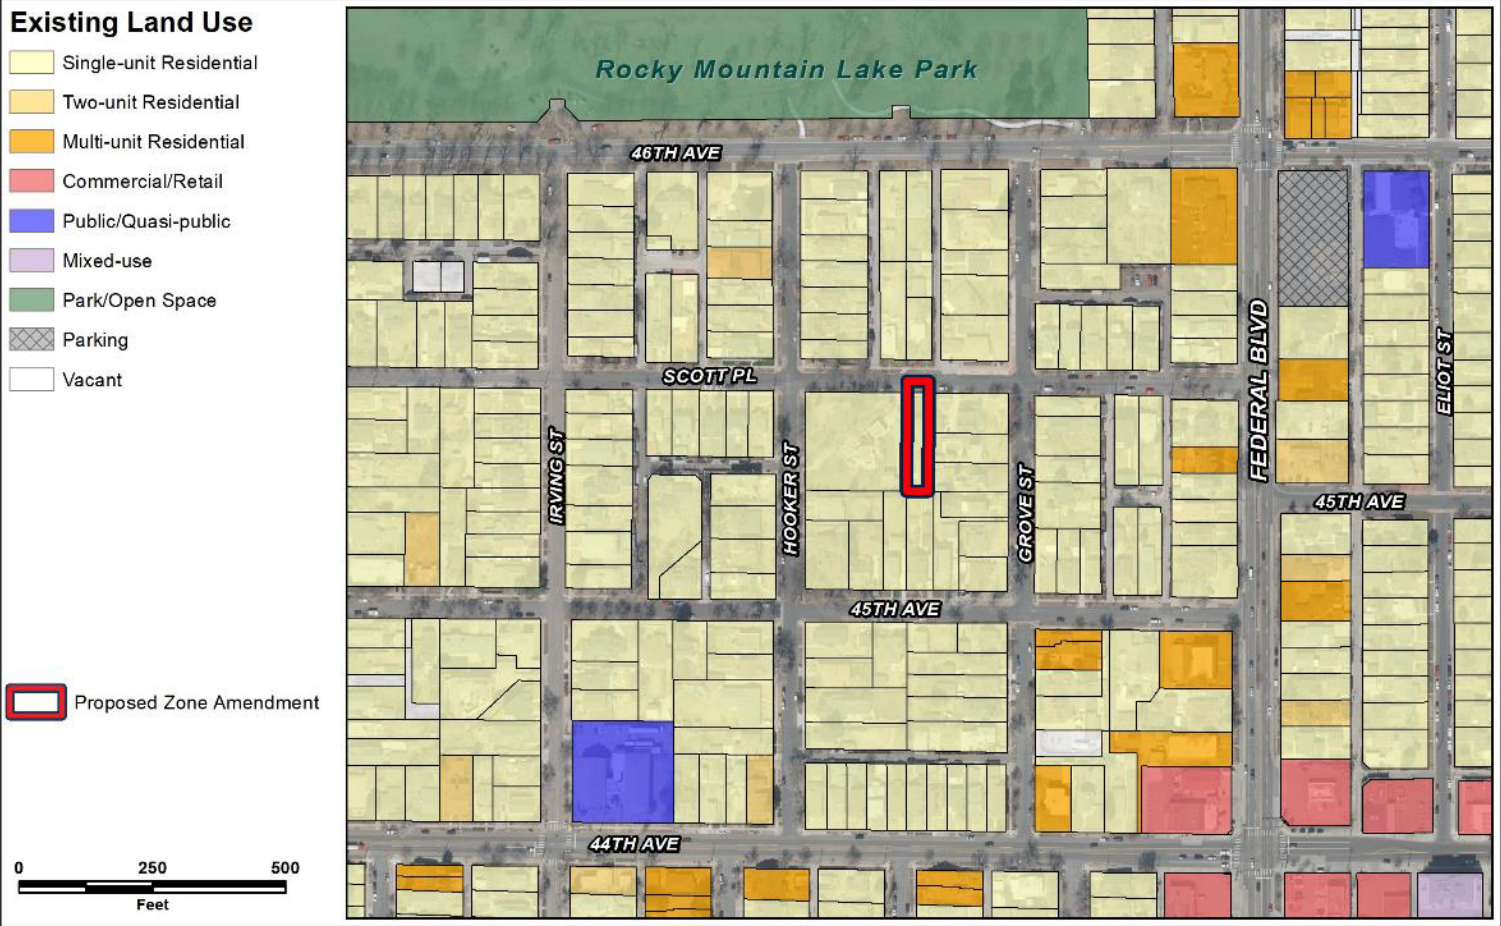 Existing Land Use
Single-unit Residential
Two-unit Residential
Multi-unit Residential
Commercial/Retail
Public/Quasi-public
Mixed-use
Park/Open Space
Parking
Vacant
Proposed Zone Amendment
0 250 500
Feet
Rocky Mountain Lake Park
46TH AVE
SCOTT PL
IRVING ST
HOOKER ST
GROVE ST
FEDERAL BLVD
ELIOT ST
45TH AVE
45TH AVE
44TH AVE